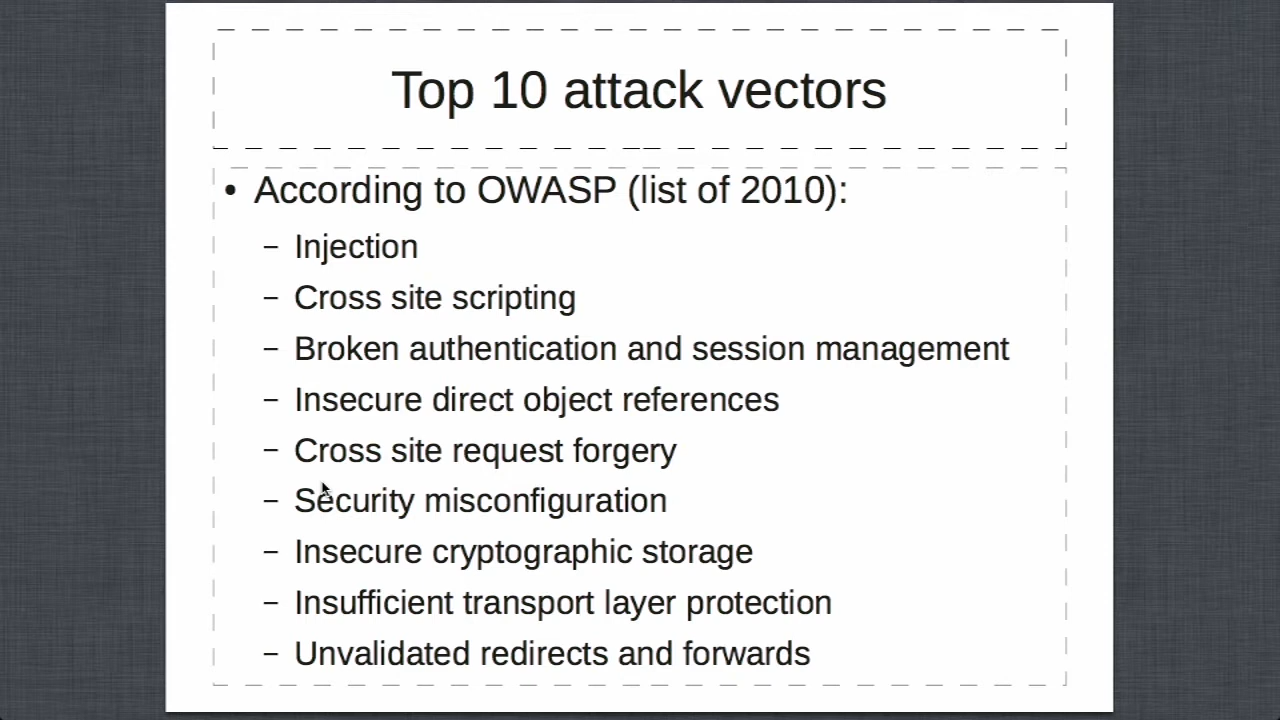 Top 10 attack vectors
• According to OWASP (list of 2010):
– Injection
– Cross site scripting
– Broken authentication and session management
– Insecure direct object references
– Cross site request forgery
– Security misconfiguration
– Insecure cryptographic storage
– Insufficient transport layer protection
– Unvalidated redirects and forwards